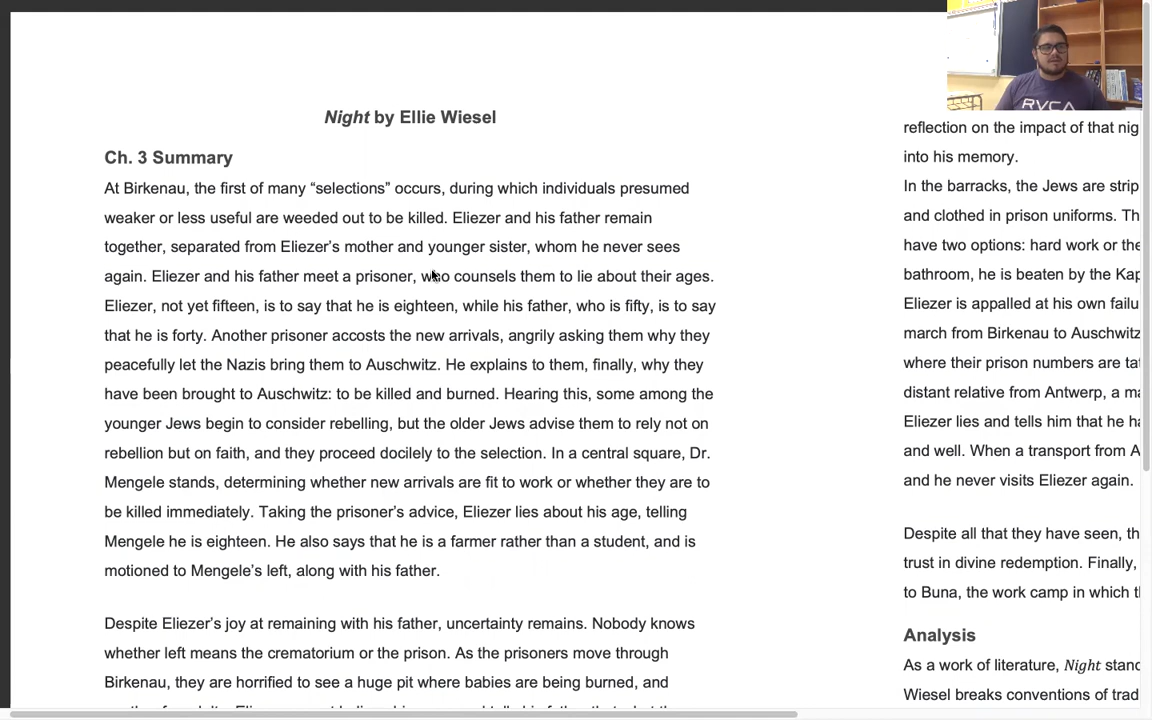 Night by Ellie Wiesel
Ch. 3 Summary
At Birkenau, the first of many “selections” occurs, during which individuals presumed
weaker or less useful are weeded out to be killed. Eliezer and his father remain
together, separated from Eliezer’s mother and younger sister, whom he never sees
again. Eliezer and his father meet a prisoner, who counsels them to lie about their ages.
Eliezer, not yet fifteen, is to say that he is eighteen, while his father, who is fifty, is to say
that he is forty. Another prisoner accosts the new arrivals, angrily asking them why they
peacefully let the Nazis bring them to Auschwitz. He explains to them, finally, why they
have been brought to Auschwitz: to be killed and burned. Hearing this, some among the
younger Jews begin to consider rebelling, but the older Jews advise them to rely not on
rebellion but on faith, and they proceed docilely to the selection. In a central square, Dr.
Mengele stands, determining whether new arrivals are fit to work or whether they are to
be killed immediately. Taking the prisoner’s advice, Eliezer lies about his age, telling
Mengele he is eighteen. He also says that he is a farmer rather than a student, and is
motioned to Mengele’s left, along with his father.
Despite Eliezer’s joy at remaining with his father, uncertainty remains. Nobody knows
whether left means the crematorium or the prison. As the prisoners move through
Birkenau, they are horrified to see a huge pit where babies are being burned, and
RVCA
reflection on the impact of that nig
into his memory.
In the barracks, the Jews are strip
and clothed in prison uniforms. Th
have two options: hard work or the
bathroom, he is beaten by the Kap
Eliezer is appalled at his own failu
march from Birkenau to Auschwitz
where their prison numbers are tat
distant relative from Antwerp, a ma
Eliezer lies and tells him that he ha
and well. When a transport from A
and he never visits Eliezer again.
Despite all that they have seen, th
trust in divine redemption. Finally,
to Buna, the work camp in which t
Analysis
As a work of literature, Night stanc
Wiesel breaks conventions of trad